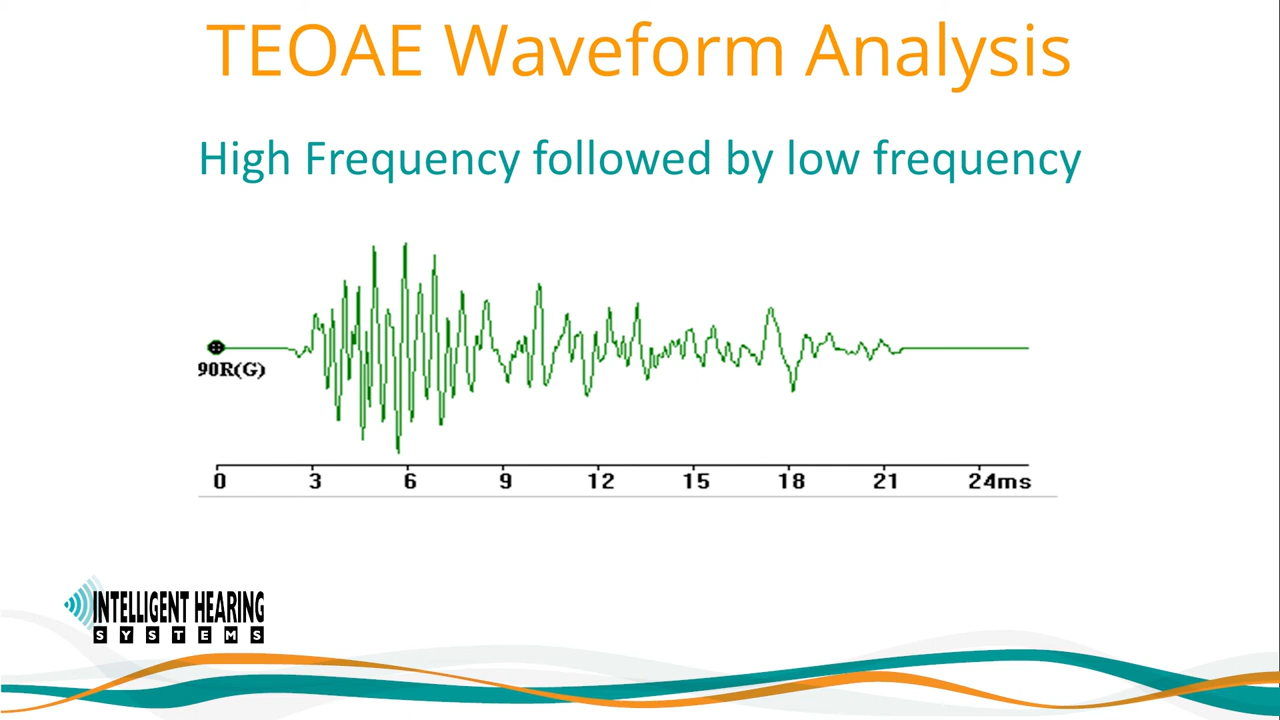 TEOAE Waveform Analysis
High Frequency followed by low frequency
90R(G)
0 3 6 9 12 15 18 21 24ms
INTELLIGENT HEARING
SYSTEMS